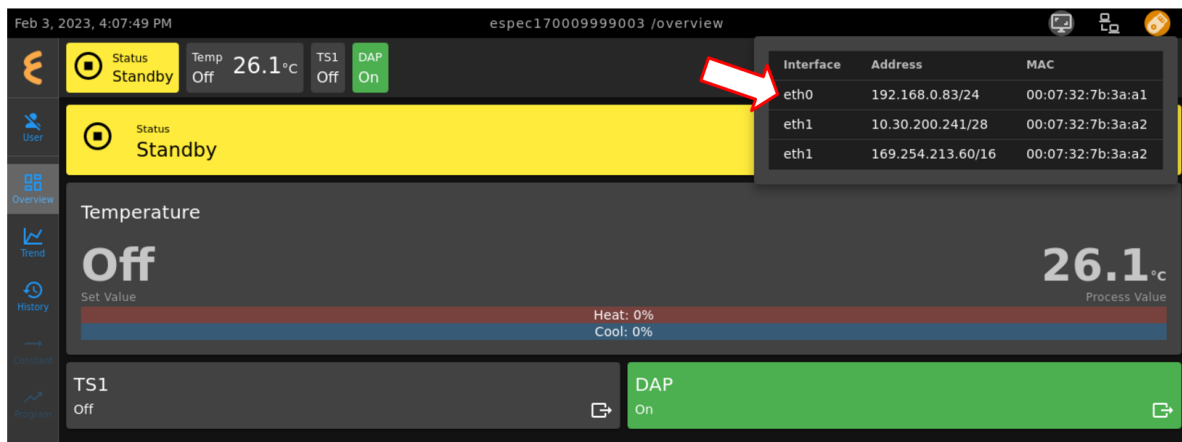 Feb 3, 2023, 4:07:49 PM
espec170009999003 /overview
Status
Standby
Temp
Off
26.1°C
TS1
Off
DAP
On
Interface Address MAC
eth0 192.168.0.83/24 00:07:32:7b:3a:a1
eth1 10.30.200.241/28 00:07:32:7b:3a:a2
eth1 169.254.213.60/16 00:07:32:7b:3a:a2
User
Overview
Trend
History
Constant
Program
Status
Standby
Temperature
Off
Set Value
26.1°C
Process Value
Heat: 0%
Cool: 0%
TS1
Off
DAP
On